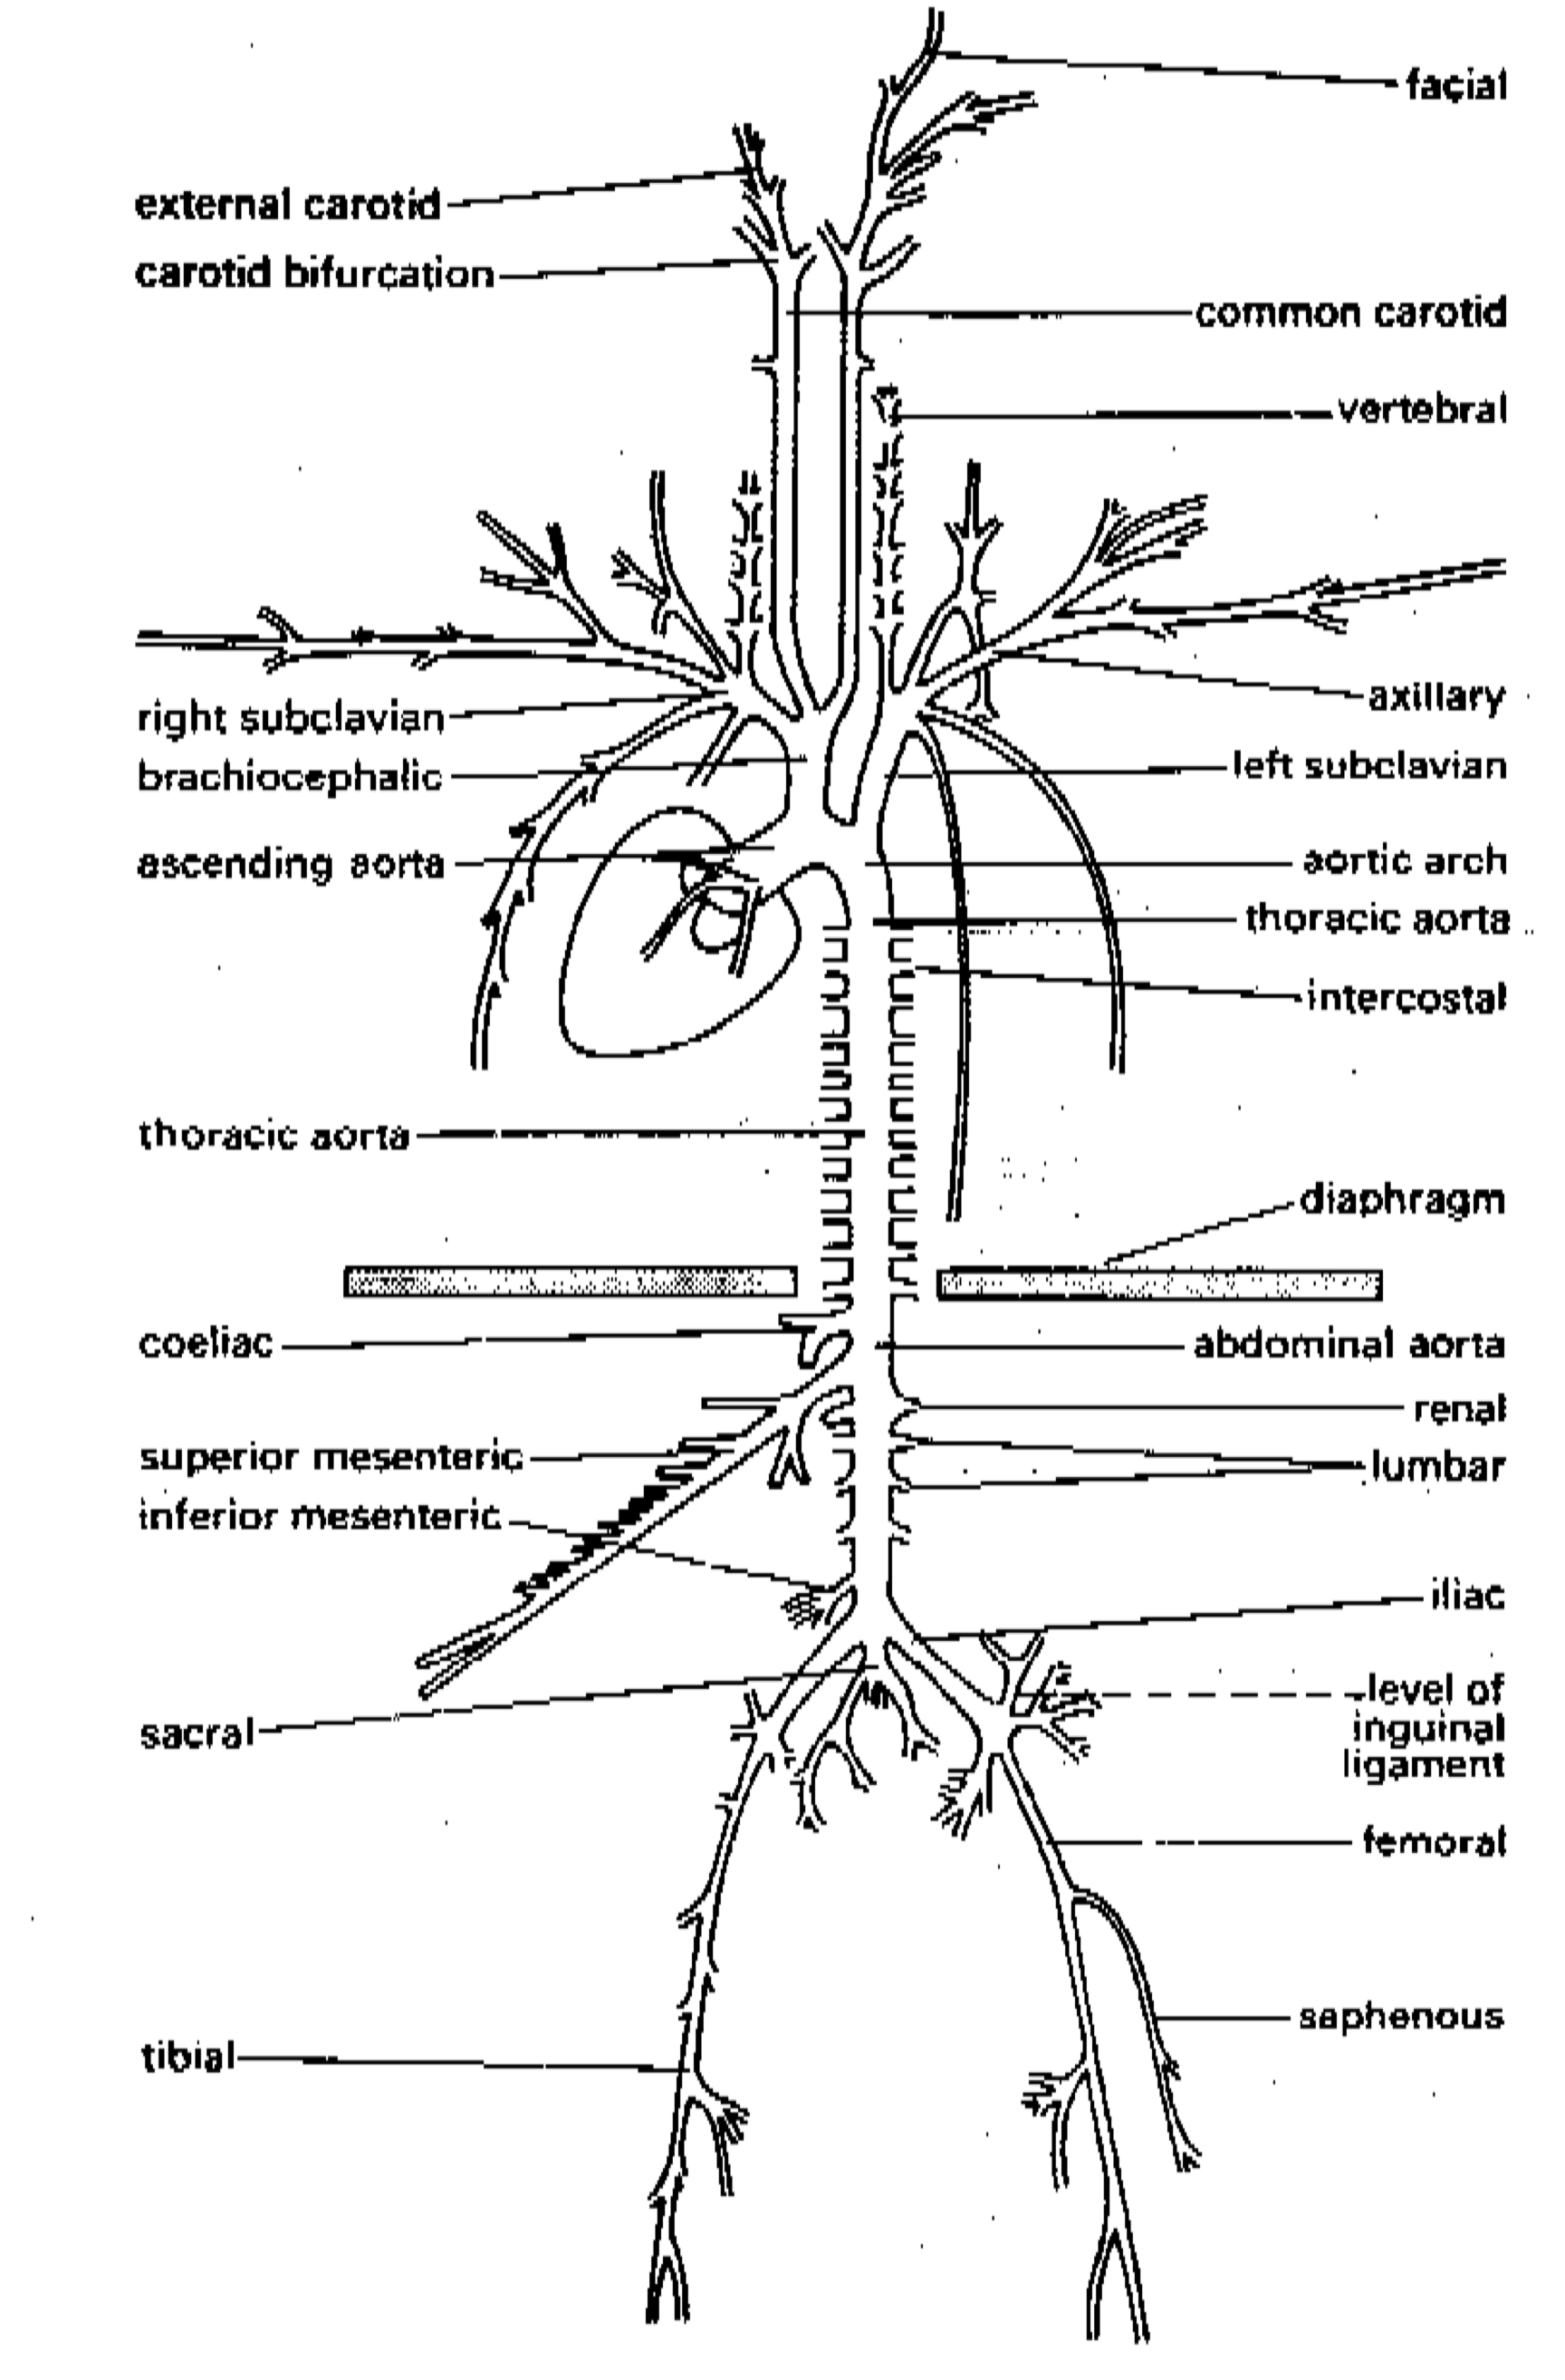 facial
external carotid
carotid bifurcation
common carotid
vertebral
axillary
right subclavian
left subclavian
brachiocephalic
ascending aorta
aortic arch
thoracic aorta
intercostal
thoracic aorta
diaphragm
coeliac
abdominal aorta
renal
superior mesenteric
lumbar
inferior mesenteric
iliac
level of
inguinal
ligament
sacral
femoral
saphenous
tibial